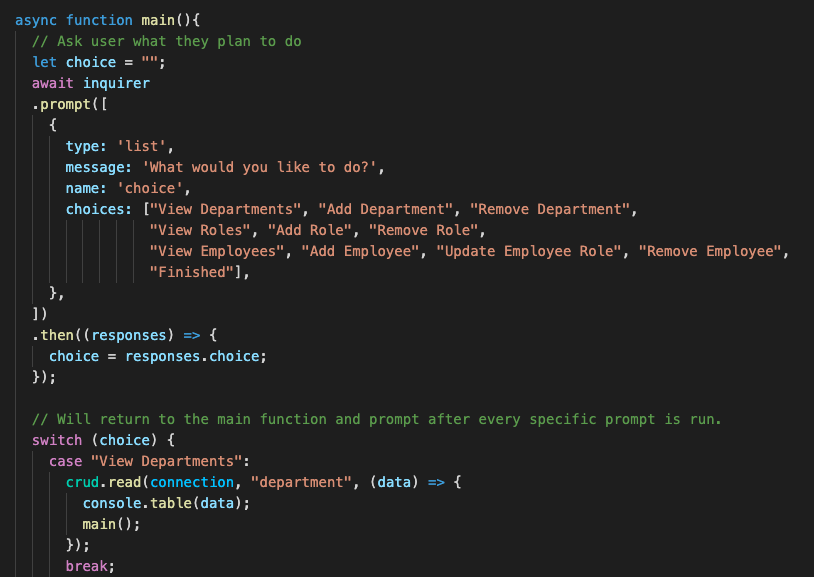 async function main(){
  // Ask user what they plan to do
  let choice = "";
  await inquirer
  .prompt([
    {
      type: 'list',
      message: 'What would you like to do?',
      name: 'choice',
      choices: ["View Departments", "Add Department", "Remove Department",
                "View Roles", "Add Role", "Remove Role",
                "View Employees", "Add Employee", "Update Employee Role", "Remove Employee",
                "Finished"],
    },
  ])
  .then((responses) => {
    choice = responses.choice;
  });

  // Will return to the main function and prompt after every specific prompt is run.
  switch (choice) {
    case "View Departments":
      crud.read(connection, "department", (data) => {
        console.table(data);
        main();
      });
      break;